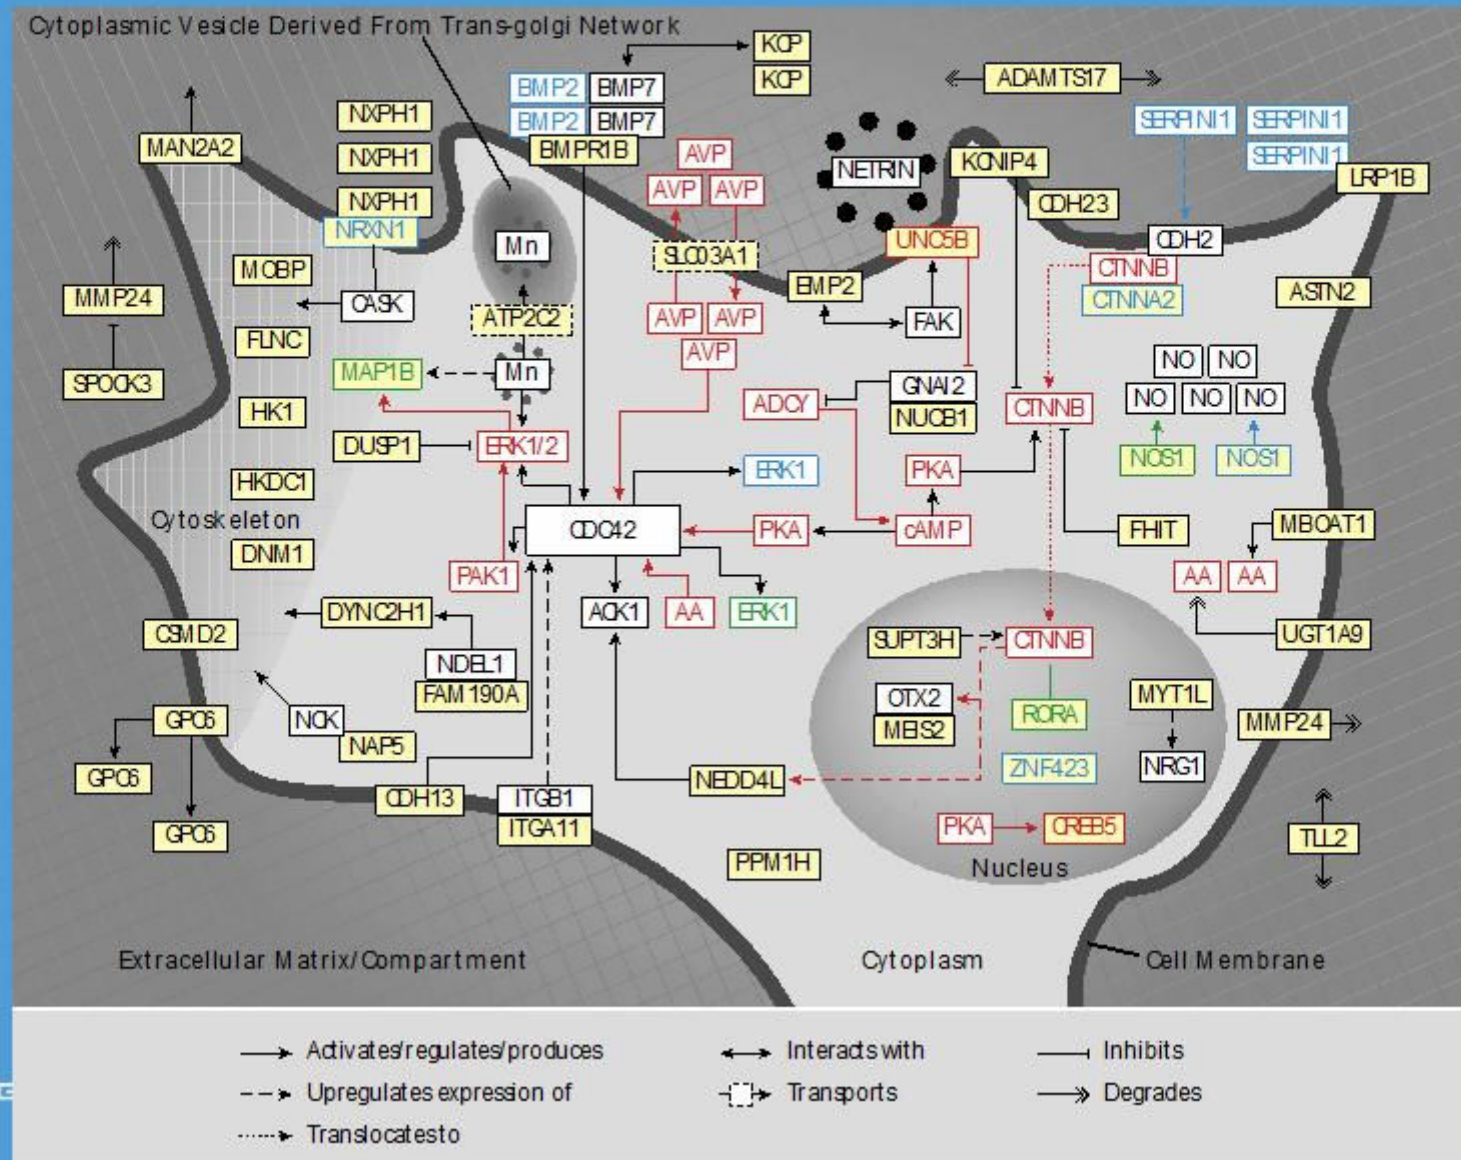 Cytoplasmic Vesicle Derived From Trans-golgi Network
KCP
KCP
ADAMTS17
BMP2 BMP7
BMP2 BMP7
BMPR1B
NXPH1
NXPH1
NXPH1
NRXN1
MAN2A2
AVP
AVP AVP
NETRIN
KCNIP4
SERPINI1 SERPINI1
SERPINI1
LRP1B
CDH23
CDH2
CTNNB
CTNNA2
UNC5B
SLC03A1
Mn
MOBP
MMP24
CASK
ATP2C2
BMP2
ASTN2
FAK
AVP AVP
AVP
FLNC
SPOCK3
MAP1B
Mn
GNAI2
NUCB1
ADCY
CTNNB
NO NO
NO NO NO
HK1
DUSP1
ERK1/2
NOS1 NOS1
HKDC1
ERK1
PKA
Cytoskeleton
CDC42
PKA
cAMP
FHIT
MBOAT1
DNM1
PAK1
AA AA
ACK1
AA
ERK1
DYNC2H1
CSMD2
SUPT3H
CTNNB
UGT1A9
NDEL1
FAM190A
OTX2
MEIS2
RORA
MYT1L
GPC6
NCK
NAP5
MMP24
GPC6
ZNF423
NRG1
NEDD4L
CDH13
ITGB1
ITGA11
GPC6
PKA
CREB5
TLL2
PPM1H
Nucleus
Extracellular Matrix/Compartment
Cytoplasm
Cell Membrane
Activates/regulates/produces
Interacts with
Inhibits
Upregulates expression of
Transports
Degrades
Translocates to